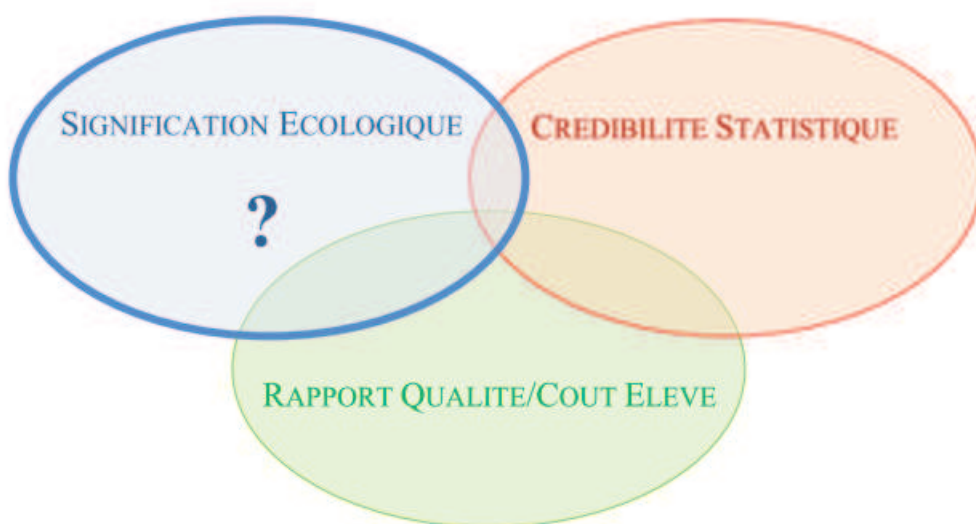 SIGNIFICATION ECOLOGIQUE
CREDIBILITE STATISTIQUE
?
RAPPORT QUALITE/COUT ELEVE